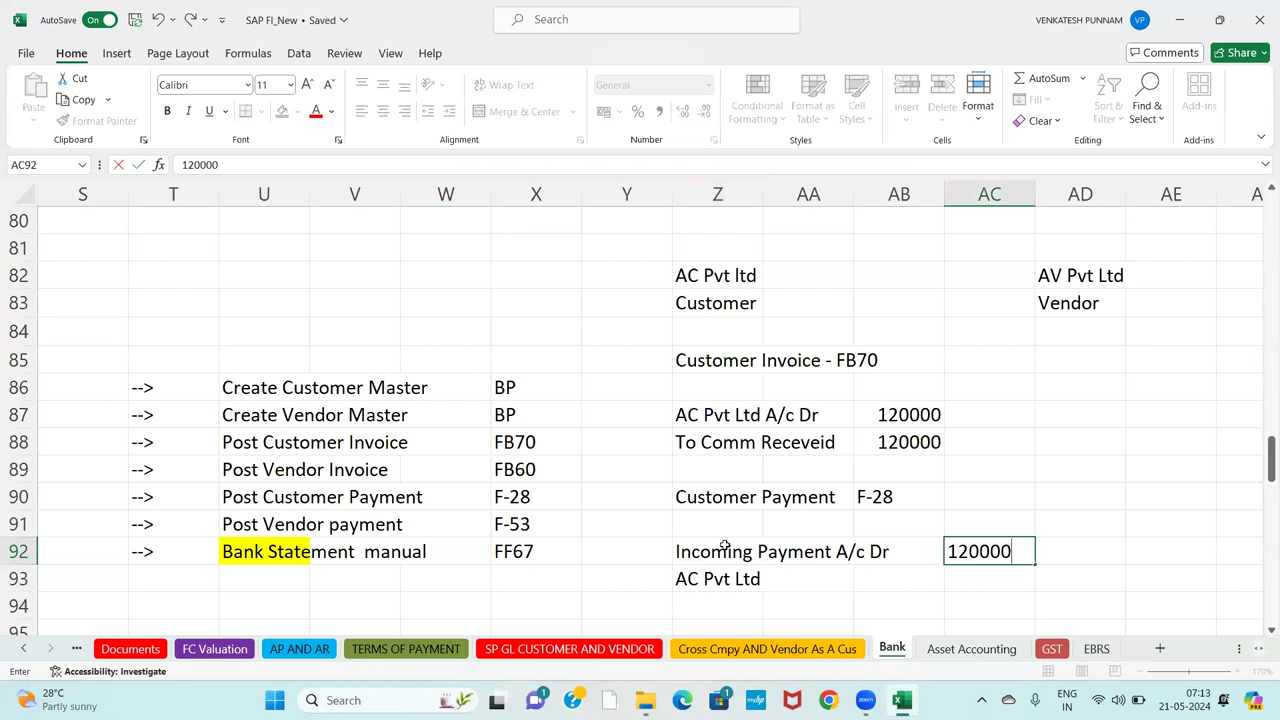 AutoSave On SAP FI_New • Saved Search VENKATESH PUNNAM VP
File Home Insert Page Layout Formulas Data Review View Help Comments Share
Paste Cut Copy Format Painter Clipboard
Calibri 11 B I U A Font
Wrap Text Merge & Center Alignment
General % Number
Conditional Formatting Format as Table Cell Styles Styles
Insert Delete Format Cells
AutoSum Fill Clear Sort & Filter Find & Select Editing
Add-ins Add-ins
AC92 fx 120000
S T U V W X Y Z AA AB AC AD AE
80
81
82 AC Pvt ltd AV Pvt Ltd
83 Customer Vendor
84
85 Customer Invoice - FB70
86 --> Create Customer Master BP
87 --> Create Vendor Master BP AC Pvt Ltd A/c Dr 120000
88 --> Post Customer Invoice FB70 To Comm Receveid 120000
89 --> Post Vendor Invoice FB60
90 --> Post Customer Payment F-28 Customer Payment F-28
91 --> Post Vendor payment F-53
92 --> Bank Statement manual FF67 Incoming Payment A/c Dr 120000
93 AC Pvt Ltd
94
95
... Documents FC Valuation AP AND AR TERMS OF PAYMENT SP GL CUSTOMER AND VENDOR Cross Cmpy AND Vendor As A Cus Bank Asset Accounting GST EBRS
Enter Accessibility: Investigate 170%
28°C Partly sunny Search ENG IN 07:13 21-05-2024